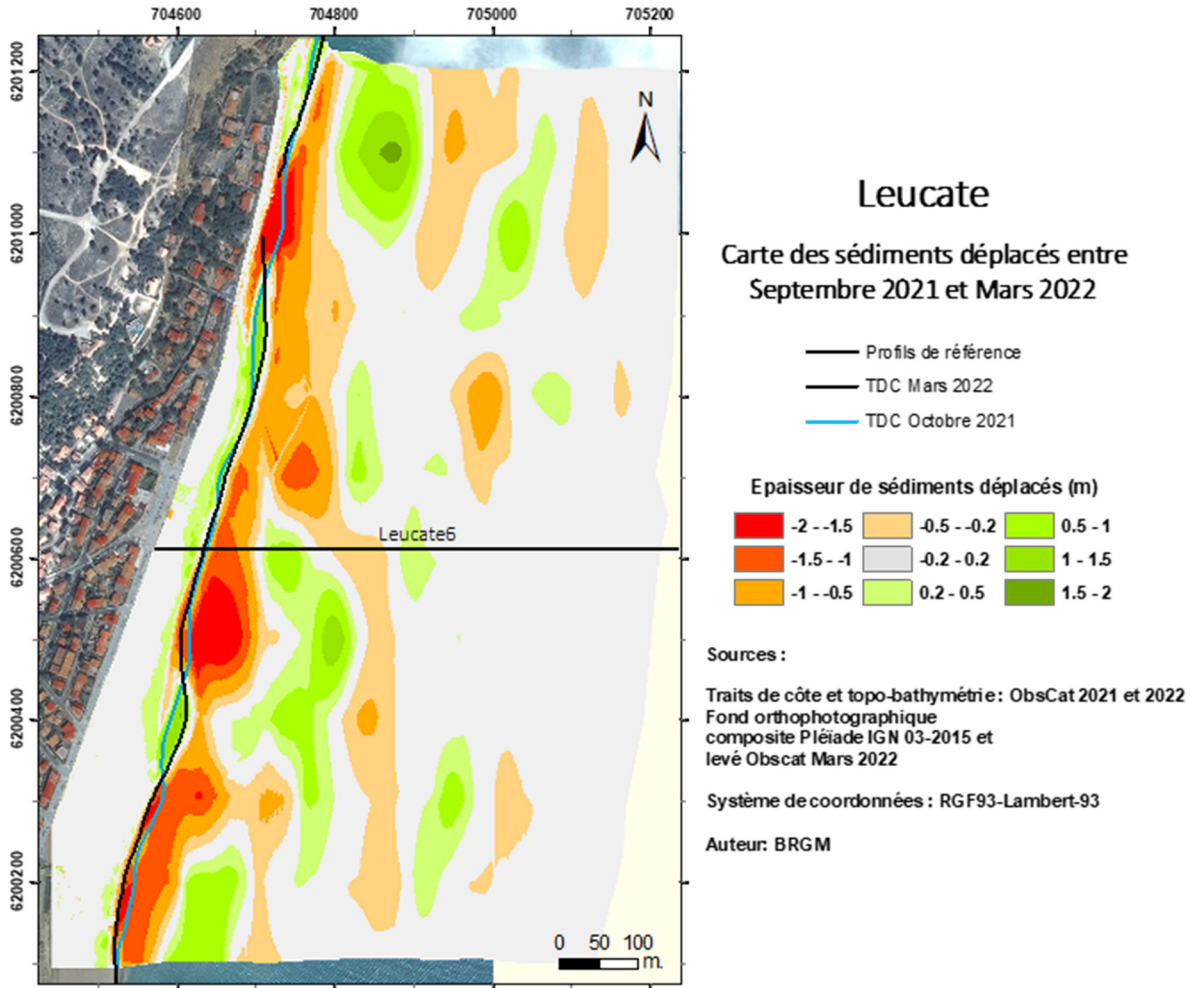 704600 704800 705000 705200
6201200
6201000
6200800
6200600
6200400
6200200
N
Leucate6
0 50 100
m.
Leucate
Carte des sédiments déplacés entre
Septembre 2021 et Mars 2022
Profils de référence
TDC Mars 2022
TDC Octobre 2021
Epaisseur de sédiments déplacés (m)
-2 - -1.5 -0.5 - -0.2 0.5 - 1
-1.5 - -1 -0.2 - 0.2 1 - 1.5
-1 - -0.5 0.2 - 0.5 1.5 - 2
Sources :
Traits de côte et topo-bathymétrie : ObsCat 2021 et 2022
Fond orthophotographique
composite Pléïade IGN 03-2015 et
levé Obscat Mars 2022
Système de coordonnées : RGF93-Lambert-93
Auteur: BRGM